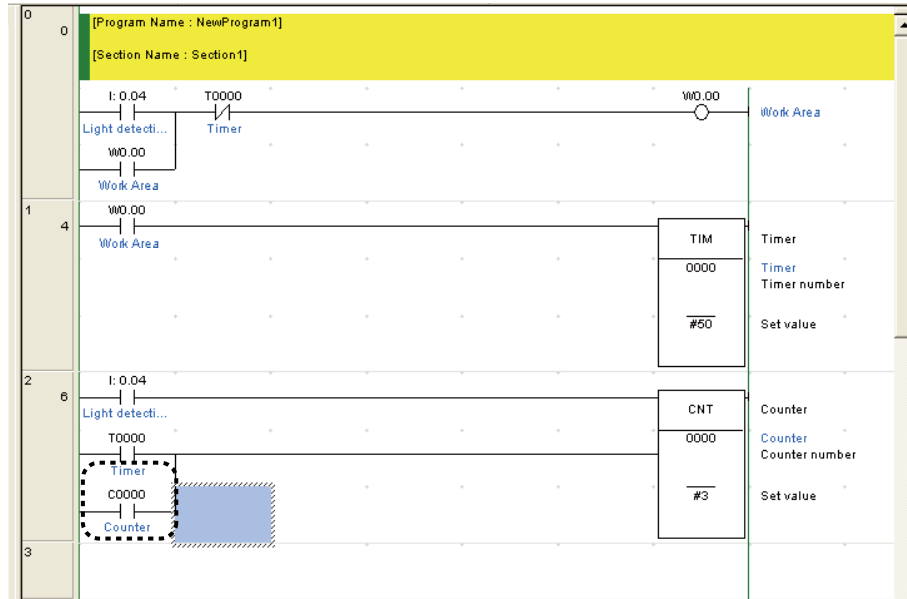 0
0
[Program Name : NewProgram1]
[Section Name : Section1]
I: 0.04
T0000
W0.00
Light detecti...
Timer
Work Area
W0.00
Work Area
1
4
W0.00
Work Area
TIM
Timer
0000
Timer
Timer number
#50
Set value
2
6
I: 0.04
Light detecti...
CNT
Counter
T0000
Timer
0000
Counter
Counter number
C0000
Counter
#3
Set value
3